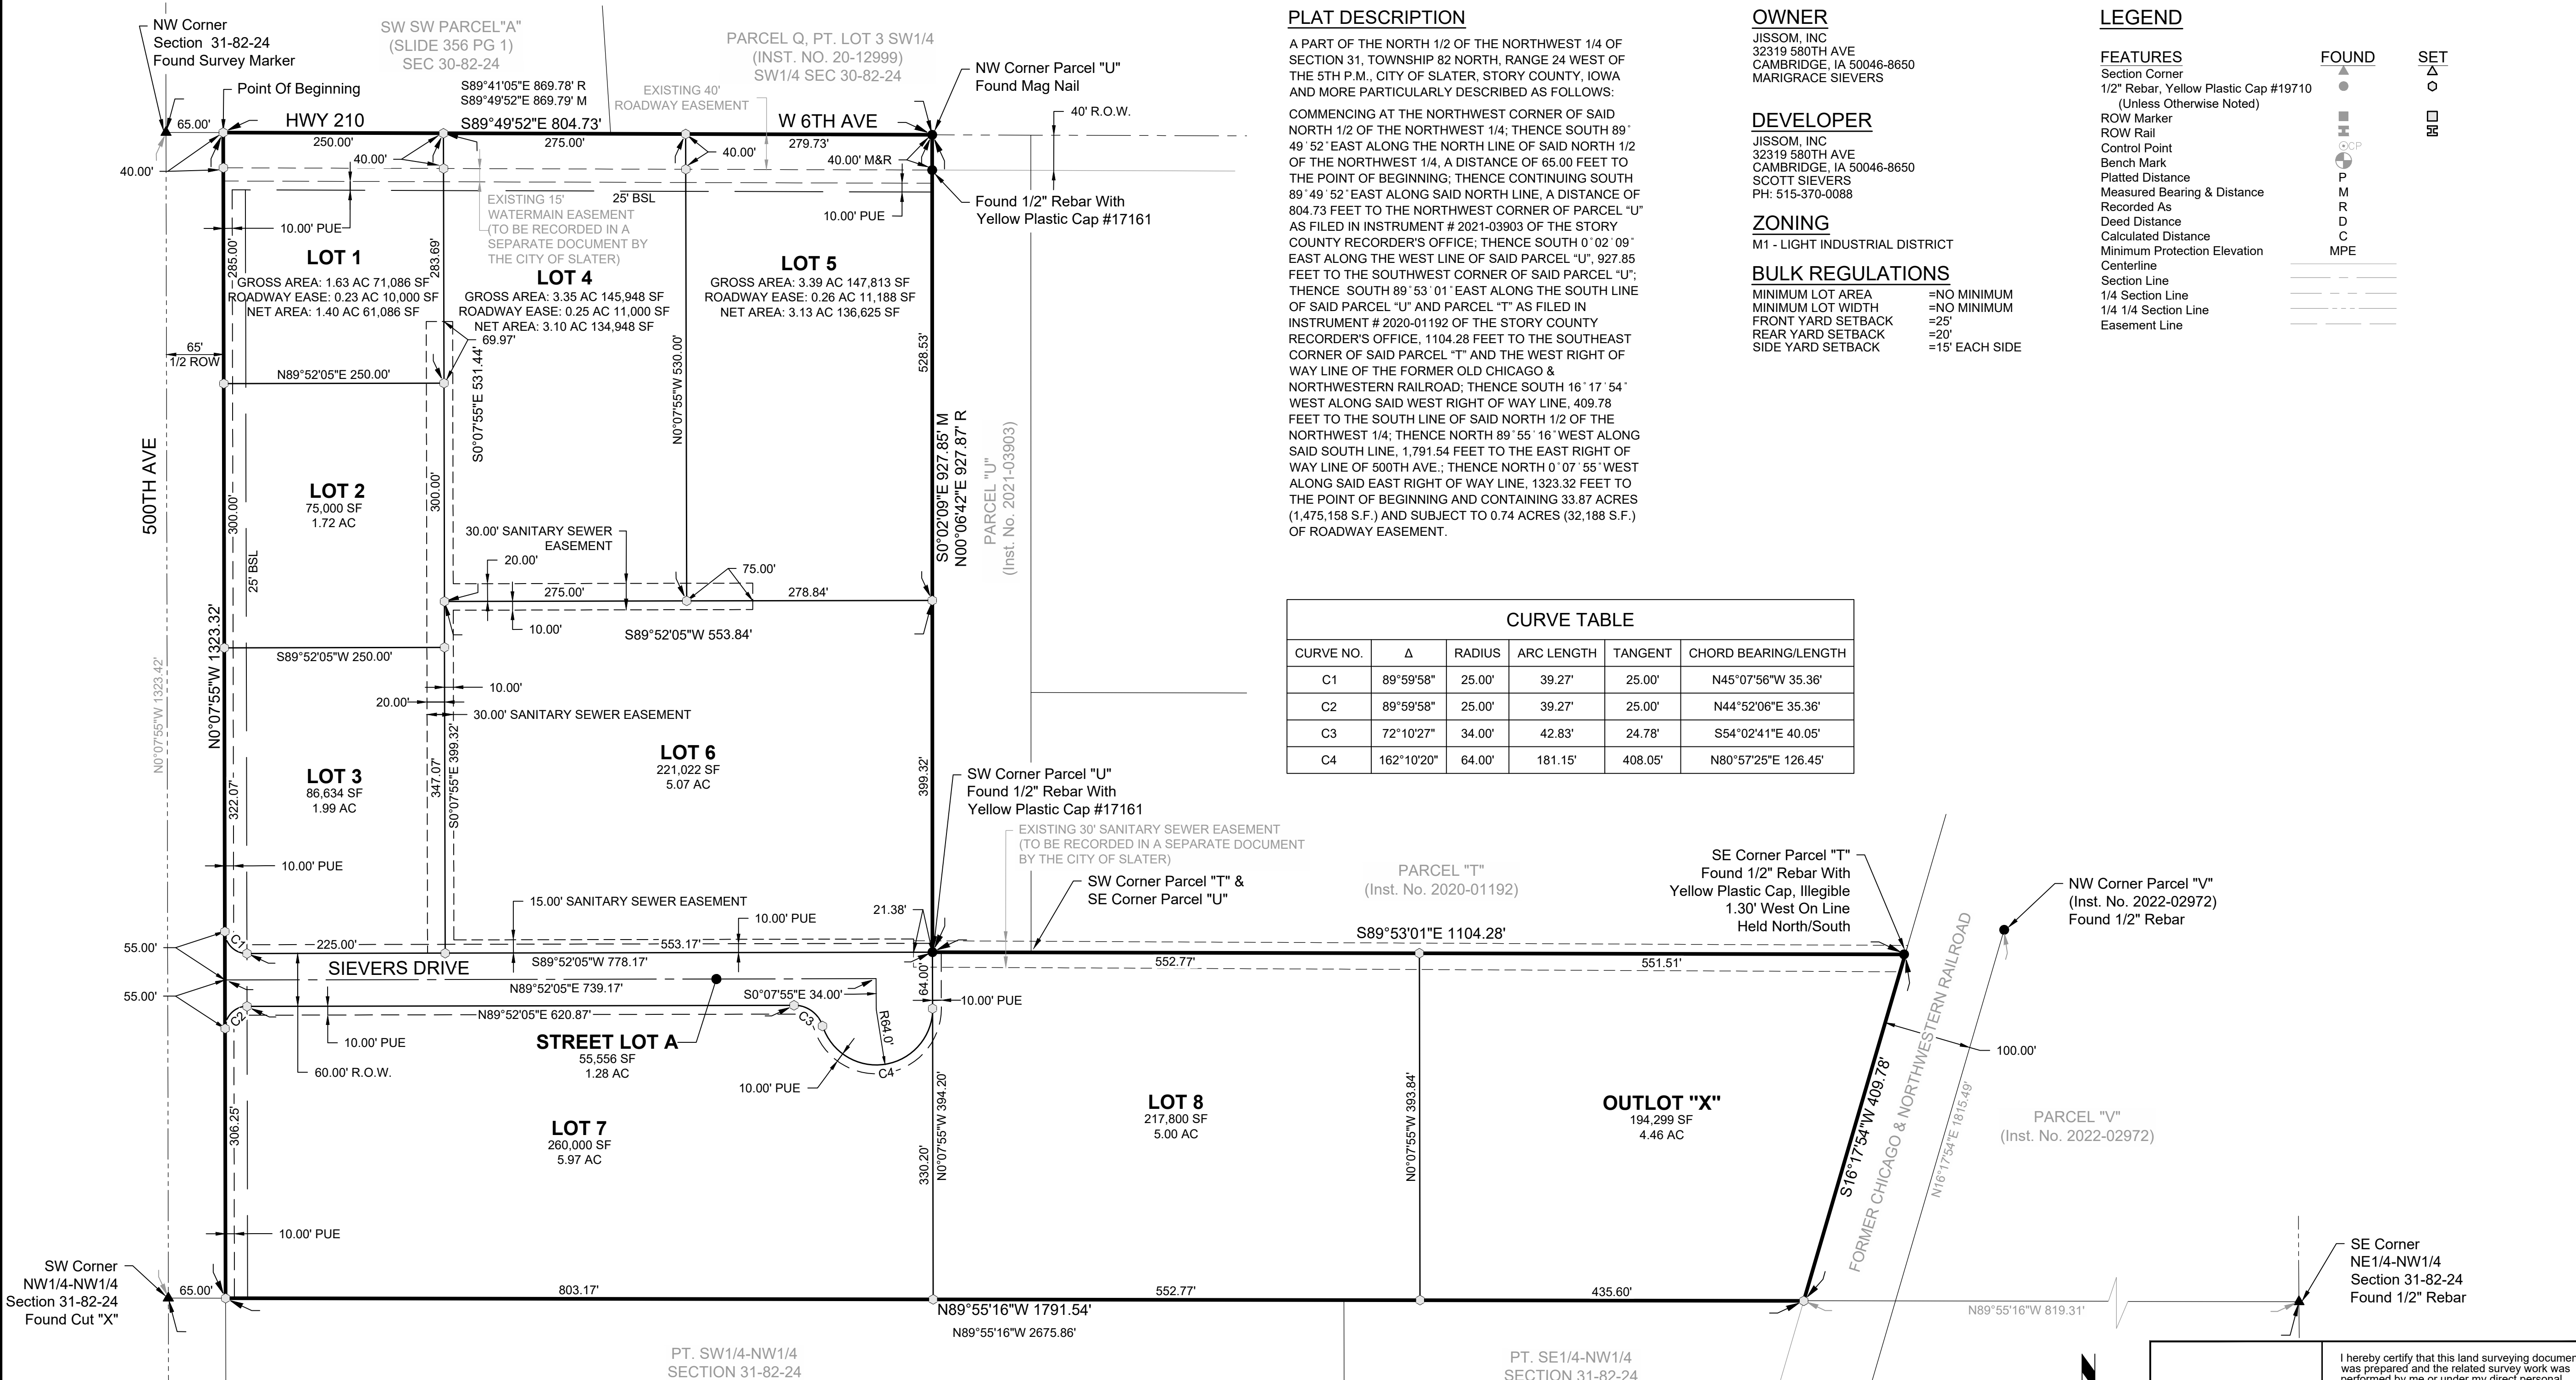 NW Corner
Section 31-82-24
Found Survey Marker
SW SW PARCEL"A"
(SLIDE 356 PG 1)
SEC 30-82-24
PARCEL Q, PT. LOT 3 SW1/4
(INST. NO. 20-12999)
SW1/4 SEC 30-82-24
NW Corner Parcel "U"
Found Mag Nail
Point Of Beginning
S89°41'05"E 869.78' R
S89°49'52"E 869.79' M
EXISTING 40'
ROADWAY EASEMENT
65.00'
HWY 210
S89°49'52"E 804.73'
W 6TH AVE
40' R.O.W.
250.00'
275.00'
279.73'
40.00'
40.00'
40.00'
40.00' M&R
25' BSL
10.00' PUE
10.00' PUE
EXISTING 15'
WATERMAIN EASEMENT
(TO BE RECORDED IN A
SEPARATE DOCUMENT BY
THE CITY OF SLATER)
Found 1/2" Rebar With
Yellow Plastic Cap #17161
285.00'
283.69'
LOT 1
GROSS AREA: 1.63 AC 71,086 SF
ROADWAY EASE: 0.23 AC 10,000 SF
NET AREA: 1.40 AC 61,086 SF
LOT 4
GROSS AREA: 3.35 AC 145,948 SF
ROADWAY EASE: 0.25 AC 11,000 SF
NET AREA: 3.10 AC 134,948 SF
LOT 5
GROSS AREA: 3.39 AC 147,813 SF
ROADWAY EASE: 0.26 AC 11,188 SF
NET AREA: 3.13 AC 136,625 SF
69.97'
65'
1/2 ROW
N89°52'05"E 250.00'
S0°07'55"E 531.44'
N0°07'55"W 530.00'
528.53'
500TH AVE
S0°02'09"E 927.85' M
N00°06'42"E 927.87' R
PARCEL "U"
(Inst. No. 2021-03903)
LOT 2
75,000 SF
1.72 AC
300.00'
300.00'
25' BSL
30.00' SANITARY SEWER
EASEMENT
20.00'
75.00'
275.00'
278.84'
10.00'
S89°52'05"W 553.84'
S89°52'05"W 250.00'
N0°07'55"W 1323.32'
N0°07'55"W 1323.42'
10.00'
20.00'
30.00' SANITARY SEWER EASEMENT
LOT 3
86,634 SF
1.99 AC
322.07'
347.07'
S0°07'55"E 399.32'
LOT 6
221,022 SF
5.07 AC
399.32'
SW Corner Parcel "U"
Found 1/2" Rebar With
Yellow Plastic Cap #17161
EXISTING 30' SANITARY SEWER EASEMENT
(TO BE RECORDED IN A SEPARATE DOCUMENT
BY THE CITY OF SLATER)
SW Corner Parcel "T" &
SE Corner Parcel "U"
PARCEL "T"
(Inst. No. 2020-01192)
SE Corner Parcel "T"
Found 1/2" Rebar With
Yellow Plastic Cap, Illegible
1.30' West On Line
Held North/South
NW Corner Parcel "V"
(Inst. No. 2022-02972)
Found 1/2" Rebar
10.00' PUE
15.00' SANITARY SEWER EASEMENT
10.00' PUE
21.38'
55.00'
C1
225.00'
553.17'
S89°52'05"W 778.17'
SIEVERS DRIVE
S89°53'01"E 1104.28'
552.77'
551.51'
N89°52'05"E 739.17'
55.00'
C2
S0°07'55"E 34.00'
64.00'
10.00' PUE
N89°52'05"E 620.87'
C3
R64.0'
C4
10.00' PUE
STREET LOT A
55,556 SF
1.28 AC
60.00' R.O.W.
10.00' PUE
306.25'
LOT 7
260,000 SF
5.97 AC
330.20'
N0°07'55"W 394.20'
LOT 8
217,800 SF
5.00 AC
N0°07'55"W 393.84'
OUTLOT "X"
194,299 SF
4.46 AC
S16°17'54"W 409.78'
FORMER CHICAGO & NORTHWESTERN RAILROAD
N16°17'54"E 1815.49'
100.00'
PARCEL "V"
(Inst. No. 2022-02972)
10.00' PUE
SW Corner
NW1/4-NW1/4
Section 31-82-24
Found Cut "X"
65.00'
803.17'
552.77'
435.60'
N89°55'16"W 1791.54'
N89°55'16"W 2675.86'
N89°55'16"W 819.31'
SE Corner
NE1/4-NW1/4
Section 31-82-24
Found 1/2" Rebar
PT. SW1/4-NW1/4
SECTION 31-82-24
PT. SE1/4-NW1/4
SECTION 31-82-24
PLAT DESCRIPTION
A PART OF THE NORTH 1/2 OF THE NORTHWEST 1/4 OF
SECTION 31, TOWNSHIP 82 NORTH, RANGE 24 WEST OF
THE 5TH P.M., CITY OF SLATER, STORY COUNTY, IOWA
AND MORE PARTICULARLY DESCRIBED AS FOLLOWS:
COMMENCING AT THE NORTHWEST CORNER OF SAID
NORTH 1/2 OF THE NORTHWEST 1/4; THENCE SOUTH 89°
49'52"EAST ALONG THE NORTH LINE OF SAID NORTH 1/2
OF THE NORTHWEST 1/4, A DISTANCE OF 65.00 FEET TO
THE POINT OF BEGINNING; THENCE CONTINUING SOUTH
89°49'52"EAST ALONG SAID NORTH LINE, A DISTANCE OF
804.73 FEET TO THE NORTHWEST CORNER OF PARCEL “U”
AS FILED IN INSTRUMENT # 2021-03903 OF THE STORY
COUNTY RECORDER'S OFFICE; THENCE SOUTH 0°02'09"
EAST ALONG THE WEST LINE OF SAID PARCEL “U”, 927.85
FEET TO THE SOUTHWEST CORNER OF SAID PARCEL “U”;
THENCE SOUTH 89°53'01"EAST ALONG THE SOUTH LINE
OF SAID PARCEL “U” AND PARCEL “T” AS FILED IN
INSTRUMENT # 2020-01192 OF THE STORY COUNTY
RECORDER'S OFFICE, 1104.28 FEET TO THE SOUTHEAST
CORNER OF SAID PARCEL “T” AND THE WEST RIGHT OF
WAY LINE OF THE FORMER OLD CHICAGO &
NORTHWESTERN RAILROAD; THENCE SOUTH 16°17'54"
WEST ALONG SAID WEST RIGHT OF WAY LINE, 409.78
FEET TO THE SOUTH LINE OF SAID NORTH 1/2 OF THE
NORTHWEST 1/4; THENCE NORTH 89°55'16"WEST ALONG
SAID SOUTH LINE, 1,791.54 FEET TO THE EAST RIGHT OF
WAY LINE OF 500TH AVE.; THENCE NORTH 0°07'55"WEST
ALONG SAID EAST RIGHT OF WAY LINE, 1323.32 FEET TO
THE POINT OF BEGINNING AND CONTAINING 33.87 ACRES
(1,475,158 S.F.) AND SUBJECT TO 0.74 ACRES (32,188 S.F.)
OF ROADWAY EASEMENT.
OWNER
JISSOM, INC
32319 580TH AVE
CAMBRIDGE, IA 50046-8650
MARIGRACE SIEVERS
DEVELOPER
JISSOM, INC
32319 580TH AVE
CAMBRIDGE, IA 50046-8650
SCOTT SIEVERS
PH: 515-370-0088
ZONING
M1 - LIGHT INDUSTRIAL DISTRICT
BULK REGULATIONS
MINIMUM LOT AREA =NO MINIMUM
MINIMUM LOT WIDTH =NO MINIMUM
FRONT YARD SETBACK =25'
REAR YARD SETBACK =20'
SIDE YARD SETBACK =15' EACH SIDE
LEGEND
FEATURES FOUND SET
Section Corner
1/2" Rebar, Yellow Plastic Cap #19710
(Unless Otherwise Noted)
ROW Marker
ROW Rail
Control Point CP
Bench Mark
Platted Distance P
Measured Bearing & Distance M
Recorded As R
Deed Distance D
Calculated Distance C
Minimum Protection Elevation MPE
Centerline
Section Line
1/4 Section Line
1/4 1/4 Section Line
Easement Line
CURVE TABLE
CURVE NO. Δ RADIUS ARC LENGTH TANGENT CHORD BEARING/LENGTH
C1 89°59'58" 25.00' 39.27' 25.00' N45°07'56"W 35.36'
C2 89°59'58" 25.00' 39.27' 25.00' N44°52'06"E 35.36'
C3 72°10'27" 34.00' 42.83' 24.78' S54°02'41"E 40.05'
C4 162°10'20" 64.00' 181.15' 408.05' N80°57'25"E 126.45'
I hereby certify that this land surveying documen
was prepared and the related survey work was
performed by me or under my direct personal